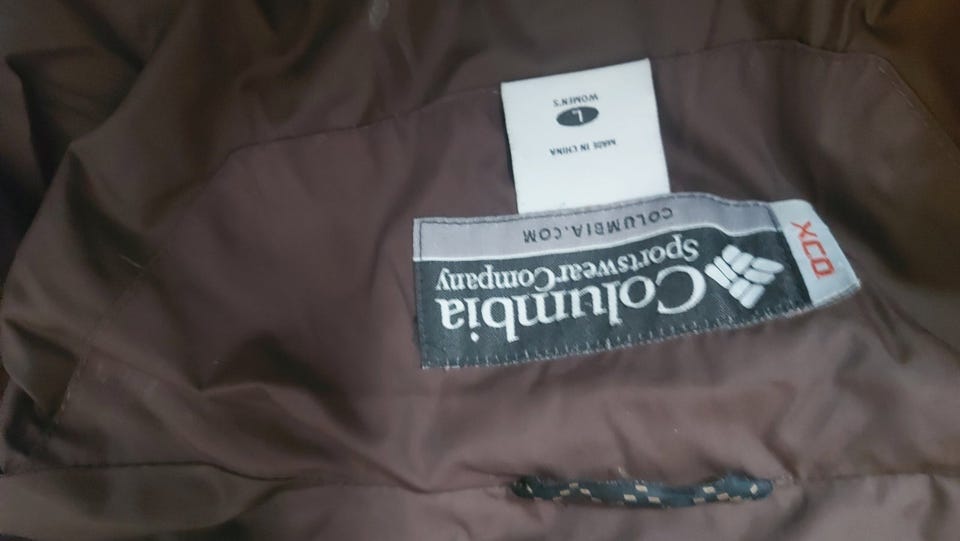 XCO
Columbia
Sportswear Company
COLUMBIA.COM
MADE IN CHINA
L
WOMEN'S